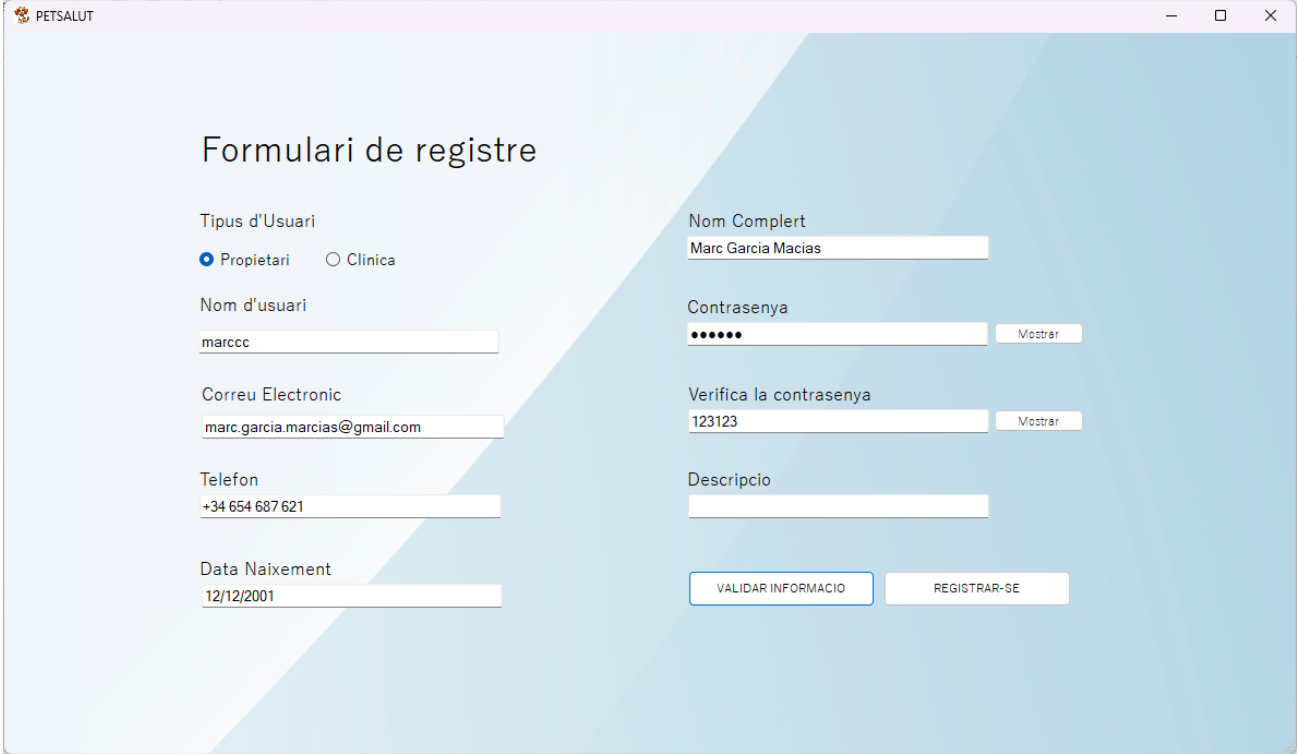 PETSALUT
Formulari de registre
Tipus d'Usuari
Propietari
Clinica
Nom d'usuari
marccc
Correu Electronic
marc.garcia.marcias@gmail.com
Telefon
+34 654 687 621
Data Naixement
12/12/2001
Nom Complert
Marc Garcia Macias
Contrasenya
●●●●●●
Mostrar
Verifica la contrasenya
123123
Mostrar
Descripcio
VALIDAR INFORMACIO
REGISTRAR-SE